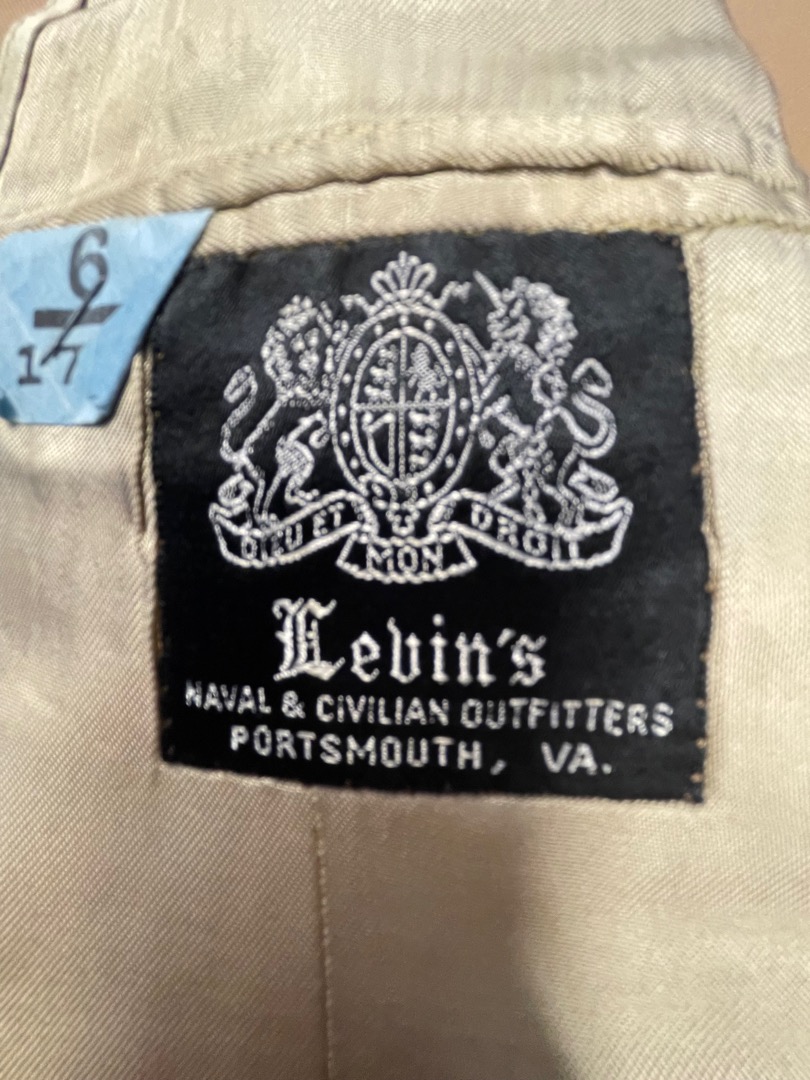 6
17
DIEU ET
MON
DROIT
Levin's
NAVAL & CIVILIAN OUTFITTERS
PORTSMOUTH, VA.